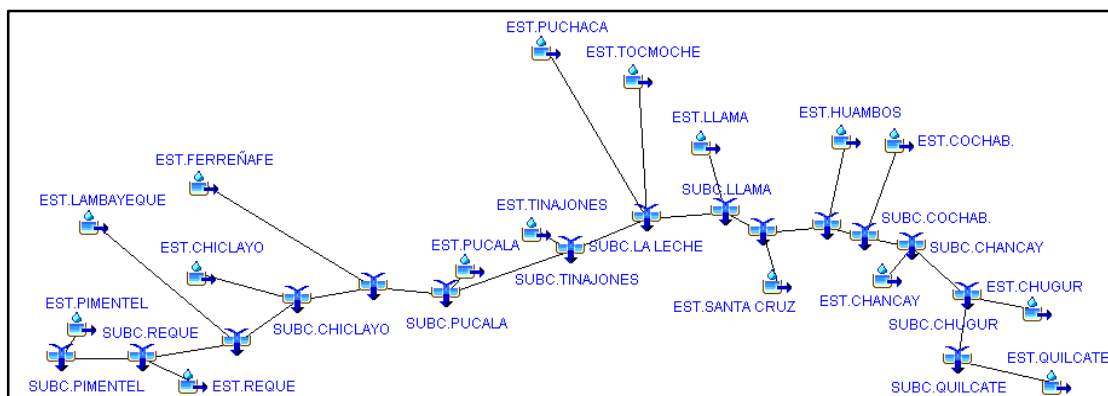 EST.PUCHACA
EST.TOCMOCHE
EST.LLAMA
EST.HUAMBOS
EST.COCHAB.
EST.FERREÑAFE
EST.LAMBAYEQUE
SUBC.LLAMA
EST.TINAJONES
SUBC.COCHAB.
EST.CHICLAYO
EST.PUCALA
SUBC.LA LECHE
SUBC.CHANCAY
SUBC.TINAJONES
EST.CHANCAY
EST.CHUGUR
EST.PIMENTEL
EST.SANTA CRUZ
SUBC.REQUE
SUBC.CHICLAYO
SUBC.PUCALA
SUBC.CHUGUR
EST.QUILCATE
SUBC.PIMENTEL
EST.REQUE
SUBC.QUILCATE